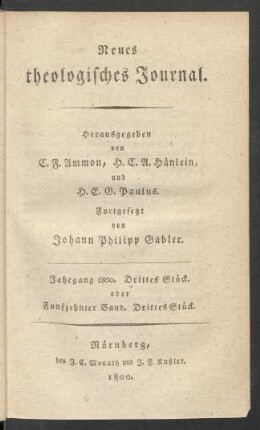 Neues
theologisches Journal.
Herausgegeben
von
C. F. Ammon, H. C. A. Hänlein,
und
H. E. G. Paulus.
Fortgesetzt
von
Johann Philipp Gabler.
Jahrgang 1800. Drittes Stück.
oder
Funfzehnter Band. Drittes Stück.
Nürnberg,
bey J. C. Monath und J. F. Kußler.
1800.